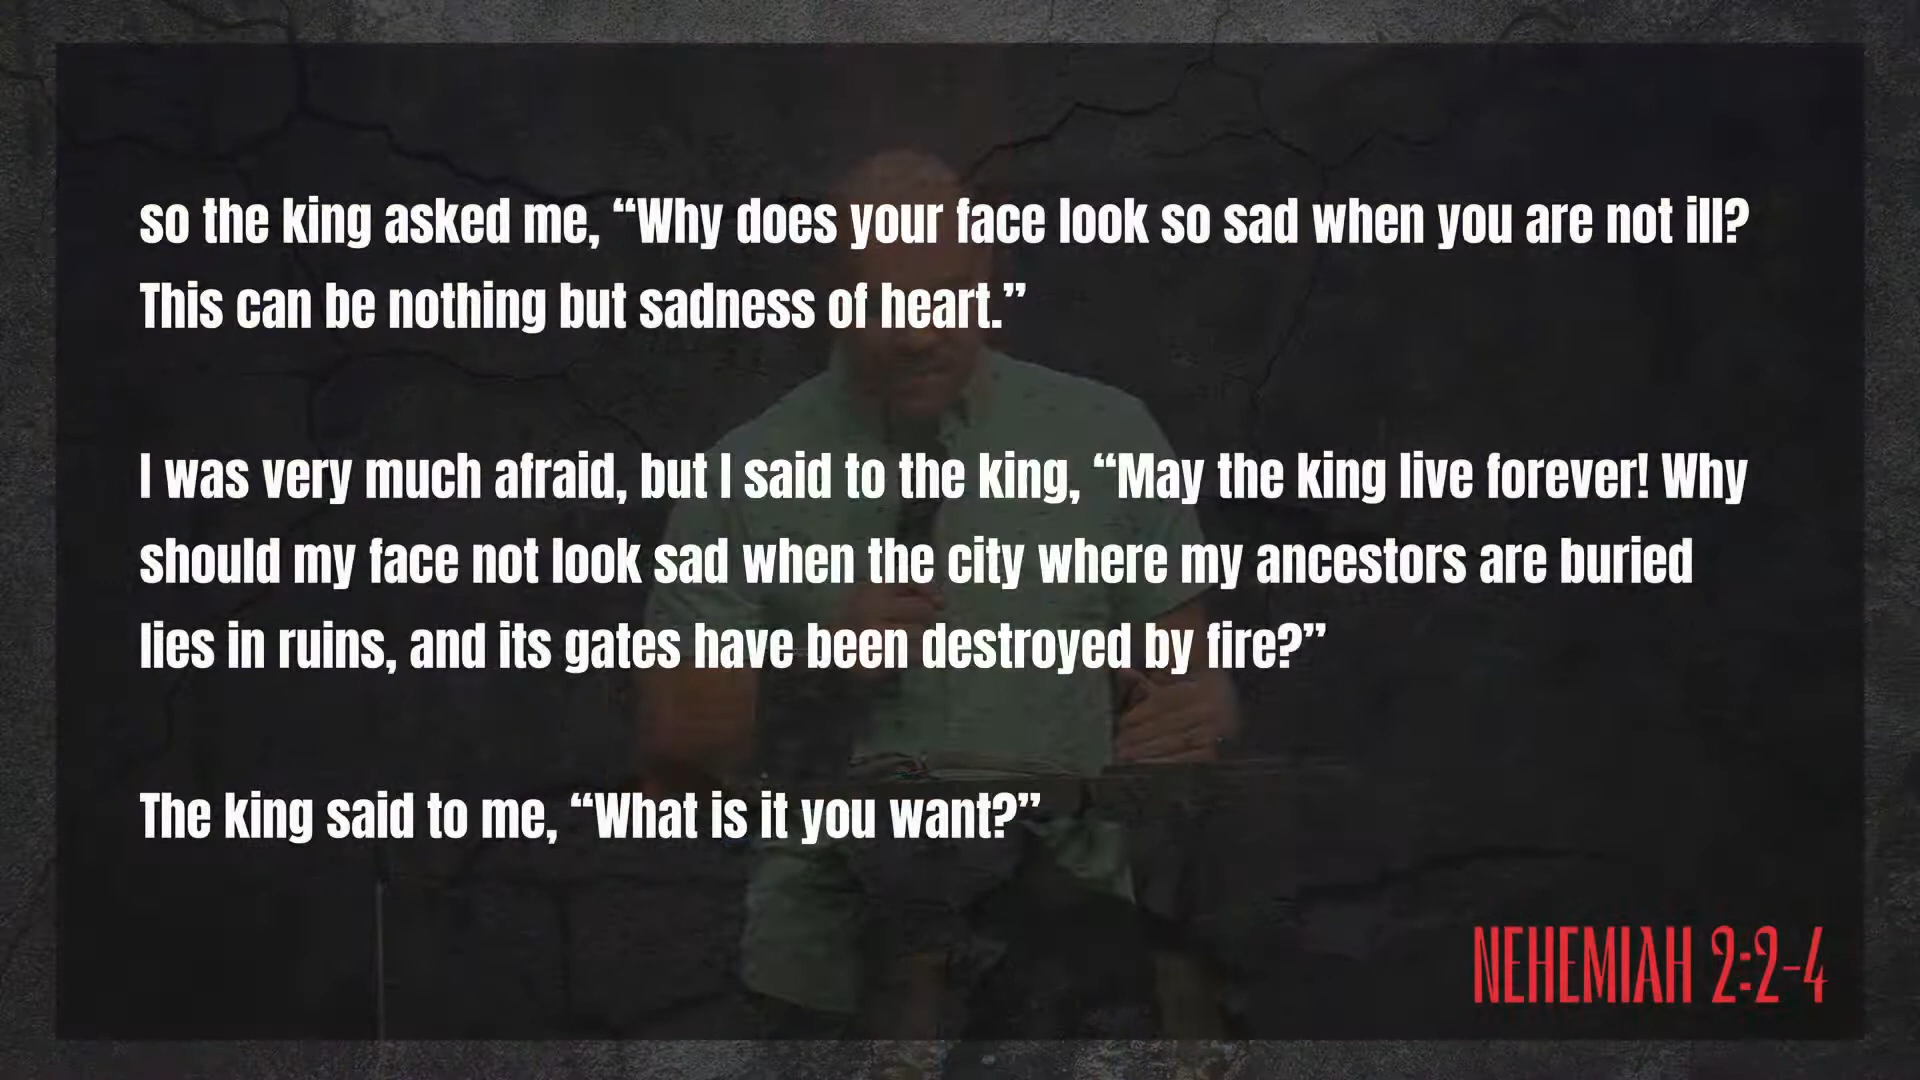 so the king asked me, “Why does your face look so sad when you are not ill?
This can be nothing but sadness of heart.”
I was very much afraid, but I said to the king, “May the king live forever! Why
should my face not look sad when the city where my ancestors are buried
lies in ruins, and its gates have been destroyed by fire?”
The king said to me, “What is it you want?”
NEHEMIAH 2:2-4